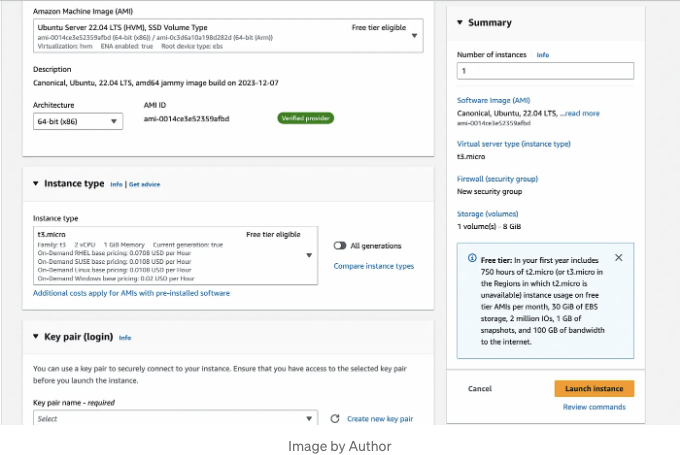 Amazon Machine Image (AMI)
Ubuntu Server 22.04 LTS (HVM), SSD Volume Type
Free tier eligible
ami-0014ce3e52359afbd (64-bit (x86)) / ami-0c3d6a10a198d282d (64-bit (Arm))
Virtualization: hvm ENA enabled: true Root device type: ebs
Description
Canonical, Ubuntu, 22.04 LTS, amd64 jammy image build on 2023-12-07
Architecture
AMI ID
64-bit (x86)
ami-0014ce3e52359afbd
Verified provider
Instance type Info | Get advice
Instance type
t3.micro
Free tier eligible
Family: t3 2 vCPU 1 GiB Memory Current generation: true
On-Demand RHEL base pricing: 0.0708 USD per Hour
On-Demand SUSE base pricing: 0.0108 USD per Hour
On-Demand Linux base pricing: 0.0108 USD per Hour
On-Demand Windows base pricing: 0.02 USD per Hour
All generations
Compare instance types
Additional costs apply for AMIs with pre-installed software
Key pair (login) Info
You can use a key pair to securely connect to your instance. Ensure that you have access to the selected key pair
before you launch the instance.
Key pair name - required
Select
Create new key pair
Summary
Number of instances Info
1
Software Image (AMI)
Canonical, Ubuntu, 22.04 LTS, ...read more
ami-0014ce3e52359afbd
Virtual server type (instance type)
t3.micro
Firewall (security group)
New security group
Storage (volumes)
1 volume(s) - 8 GiB
Free tier: In your first year includes
750 hours of t2.micro (or t3.micro in
the Regions in which t2.micro is
unavailable) instance usage on free
tier AMIs per month, 30 GiB of EBS
storage, 2 million IOs, 1 GB of
snapshots, and 100 GB of bandwidth
to the internet.
Cancel
Launch instance
Review commands
Image by Author